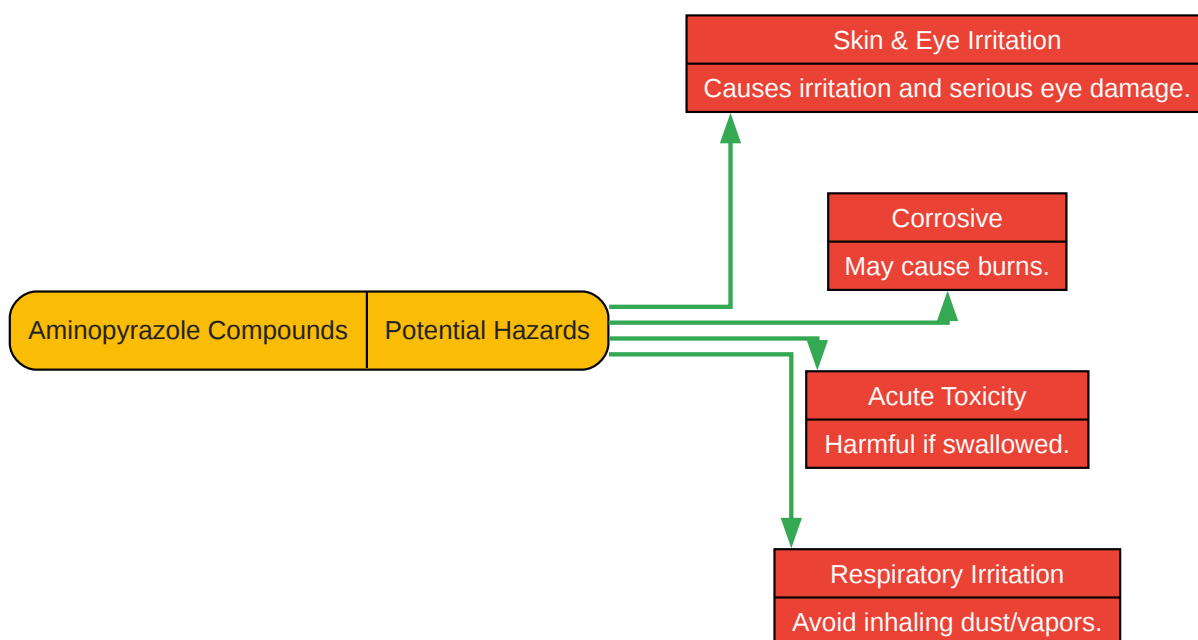 Skin & Eye Irritation
Causes irritation and serious eye damage.
Corrosive
May cause burns.
Aminopyrazole Compounds
Potential Hazards
Acute Toxicity
Harmful if swallowed.
Respiratory Irritation
Avoid inhaling dust/vapors.